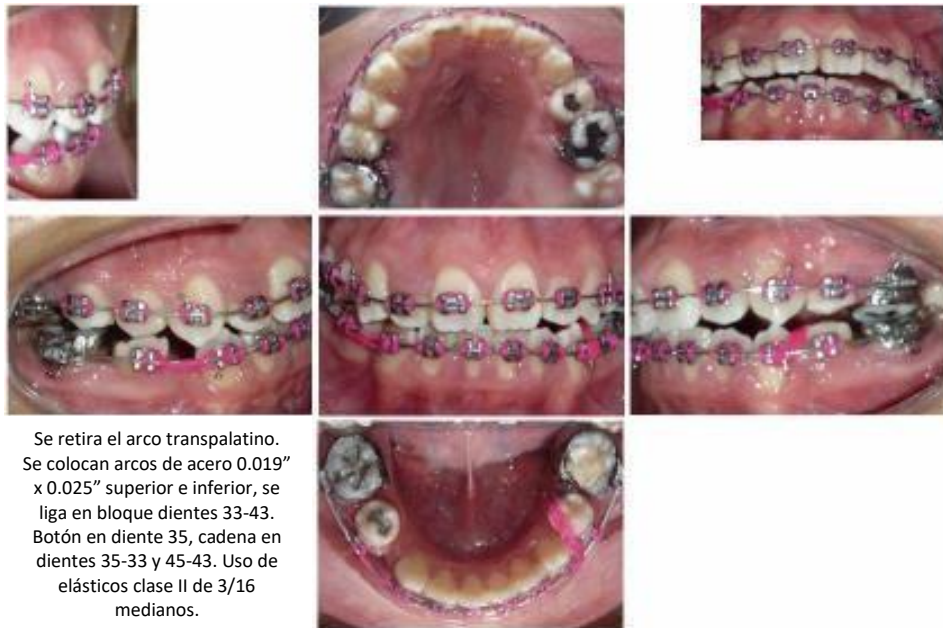 Se retira el arco transpalatino.
Se colocan arcos de acero 0.019”
x 0.025” superior e inferior, se
liga en bloque dientes 33-43.
Botón en diente 35, cadena en
dientes 35-33 y 45-43. Uso de
elásticos clase II de 3/16
medianos.